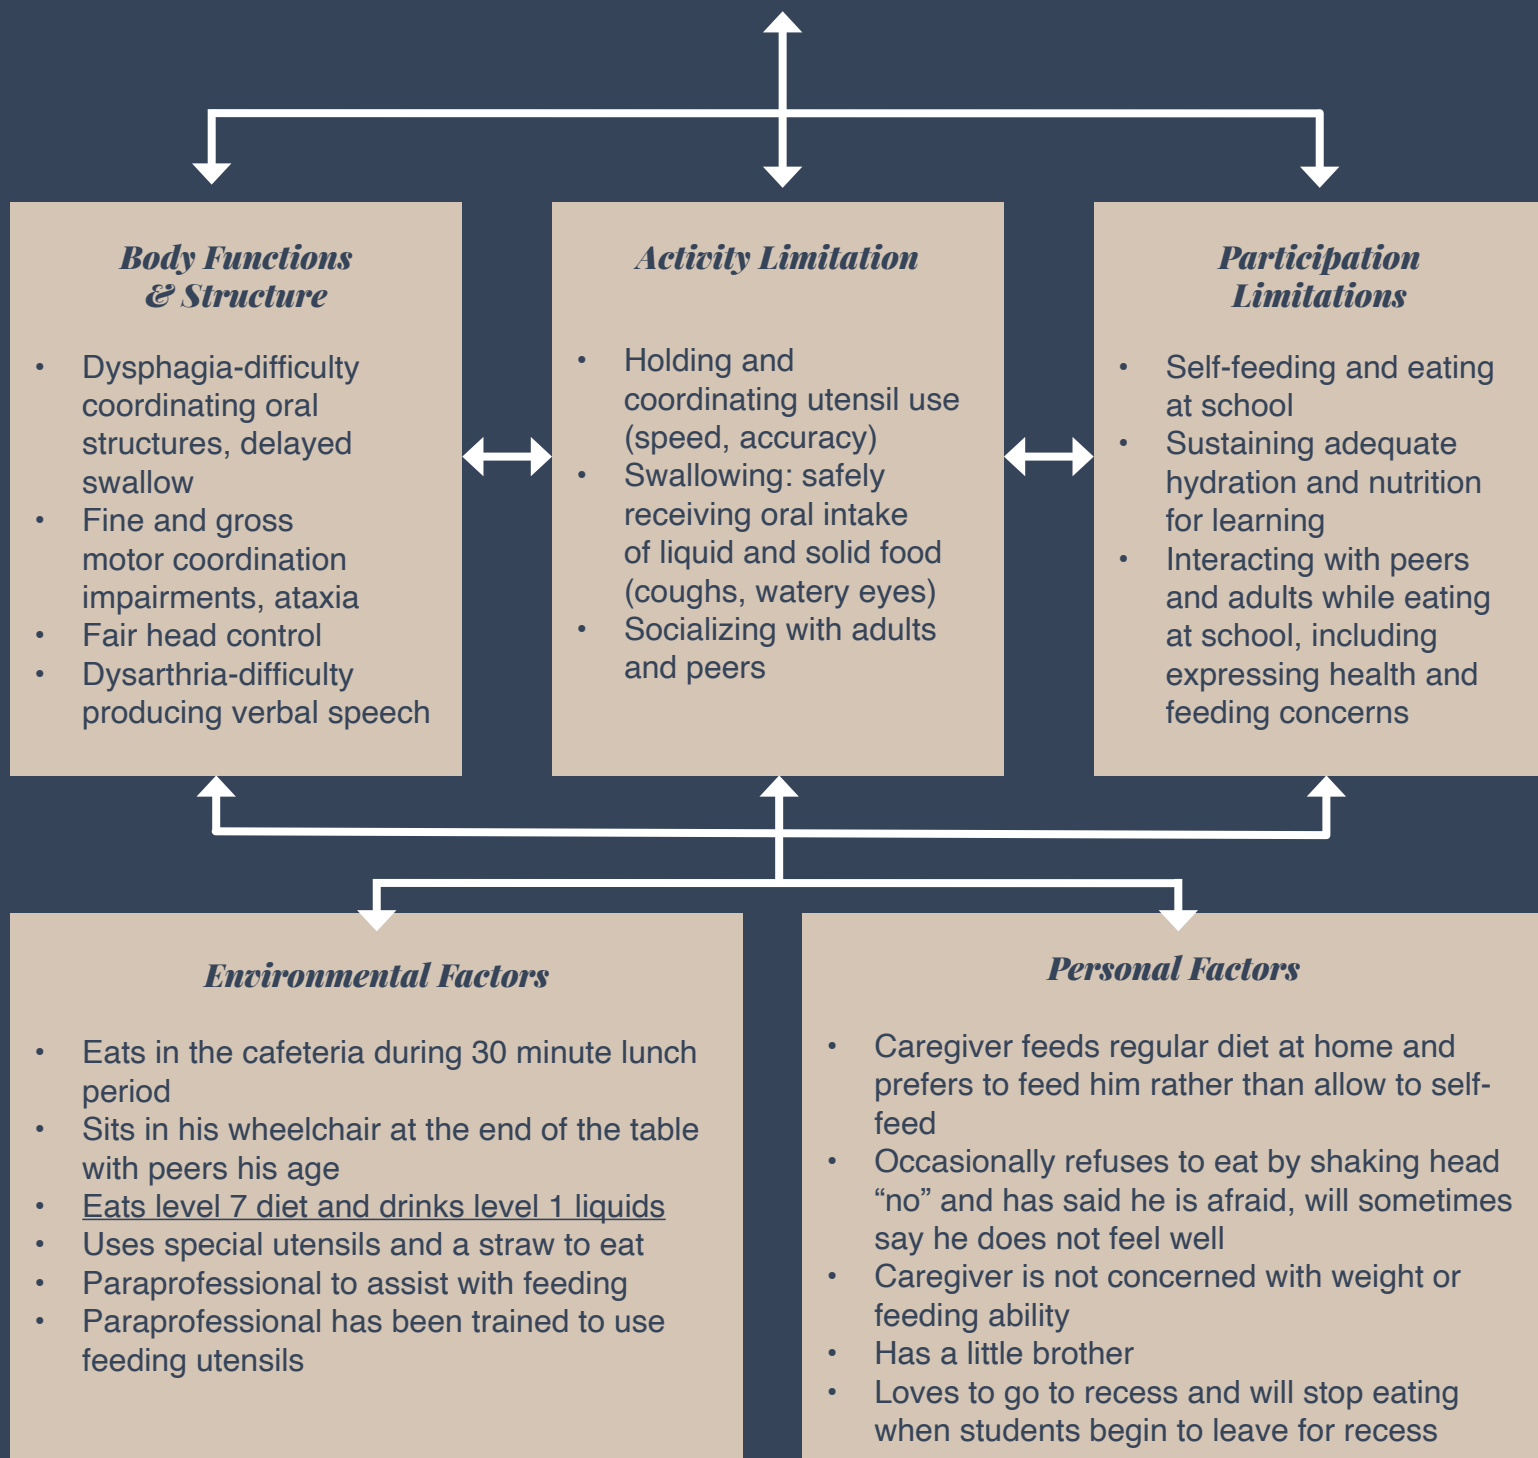 Body Functions
& Structure
• Dysphagia-difficulty
coordinating oral
structures, delayed
swallow
• Fine and gross
motor coordination
impairments, ataxia
• Fair head control
• Dysarthria-difficulty
producing verbal speech
Activity Limitation
• Holding and
coordinating utensil use
(speed, accuracy)
• Swallowing: safely
receiving oral intake
of liquid and solid food
(coughs, watery eyes)
• Socializing with adults
and peers
Participation
Limitations
• Self-feeding and eating
at school
• Sustaining adequate
hydration and nutrition
for learning
• Interacting with peers
and adults while eating
at school, including
expressing health and
feeding concerns
Environmental Factors
• Eats in the cafeteria during 30 minute lunch
period
• Sits in his wheelchair at the end of the table
with peers his age
• Eats level 7 diet and drinks level 1 liquids
• Uses special utensils and a straw to eat
• Paraprofessional to assist with feeding
• Paraprofessional has been trained to use
feeding utensils
Personal Factors
• Caregiver feeds regular diet at home and
prefers to feed him rather than allow to self-
feed
• Occasionally refuses to eat by shaking head
“no” and has said he is afraid, will sometimes
say he does not feel well
• Caregiver is not concerned with weight or
feeding ability
• Has a little brother
• Loves to go to recess and will stop eating
when students begin to leave for recess